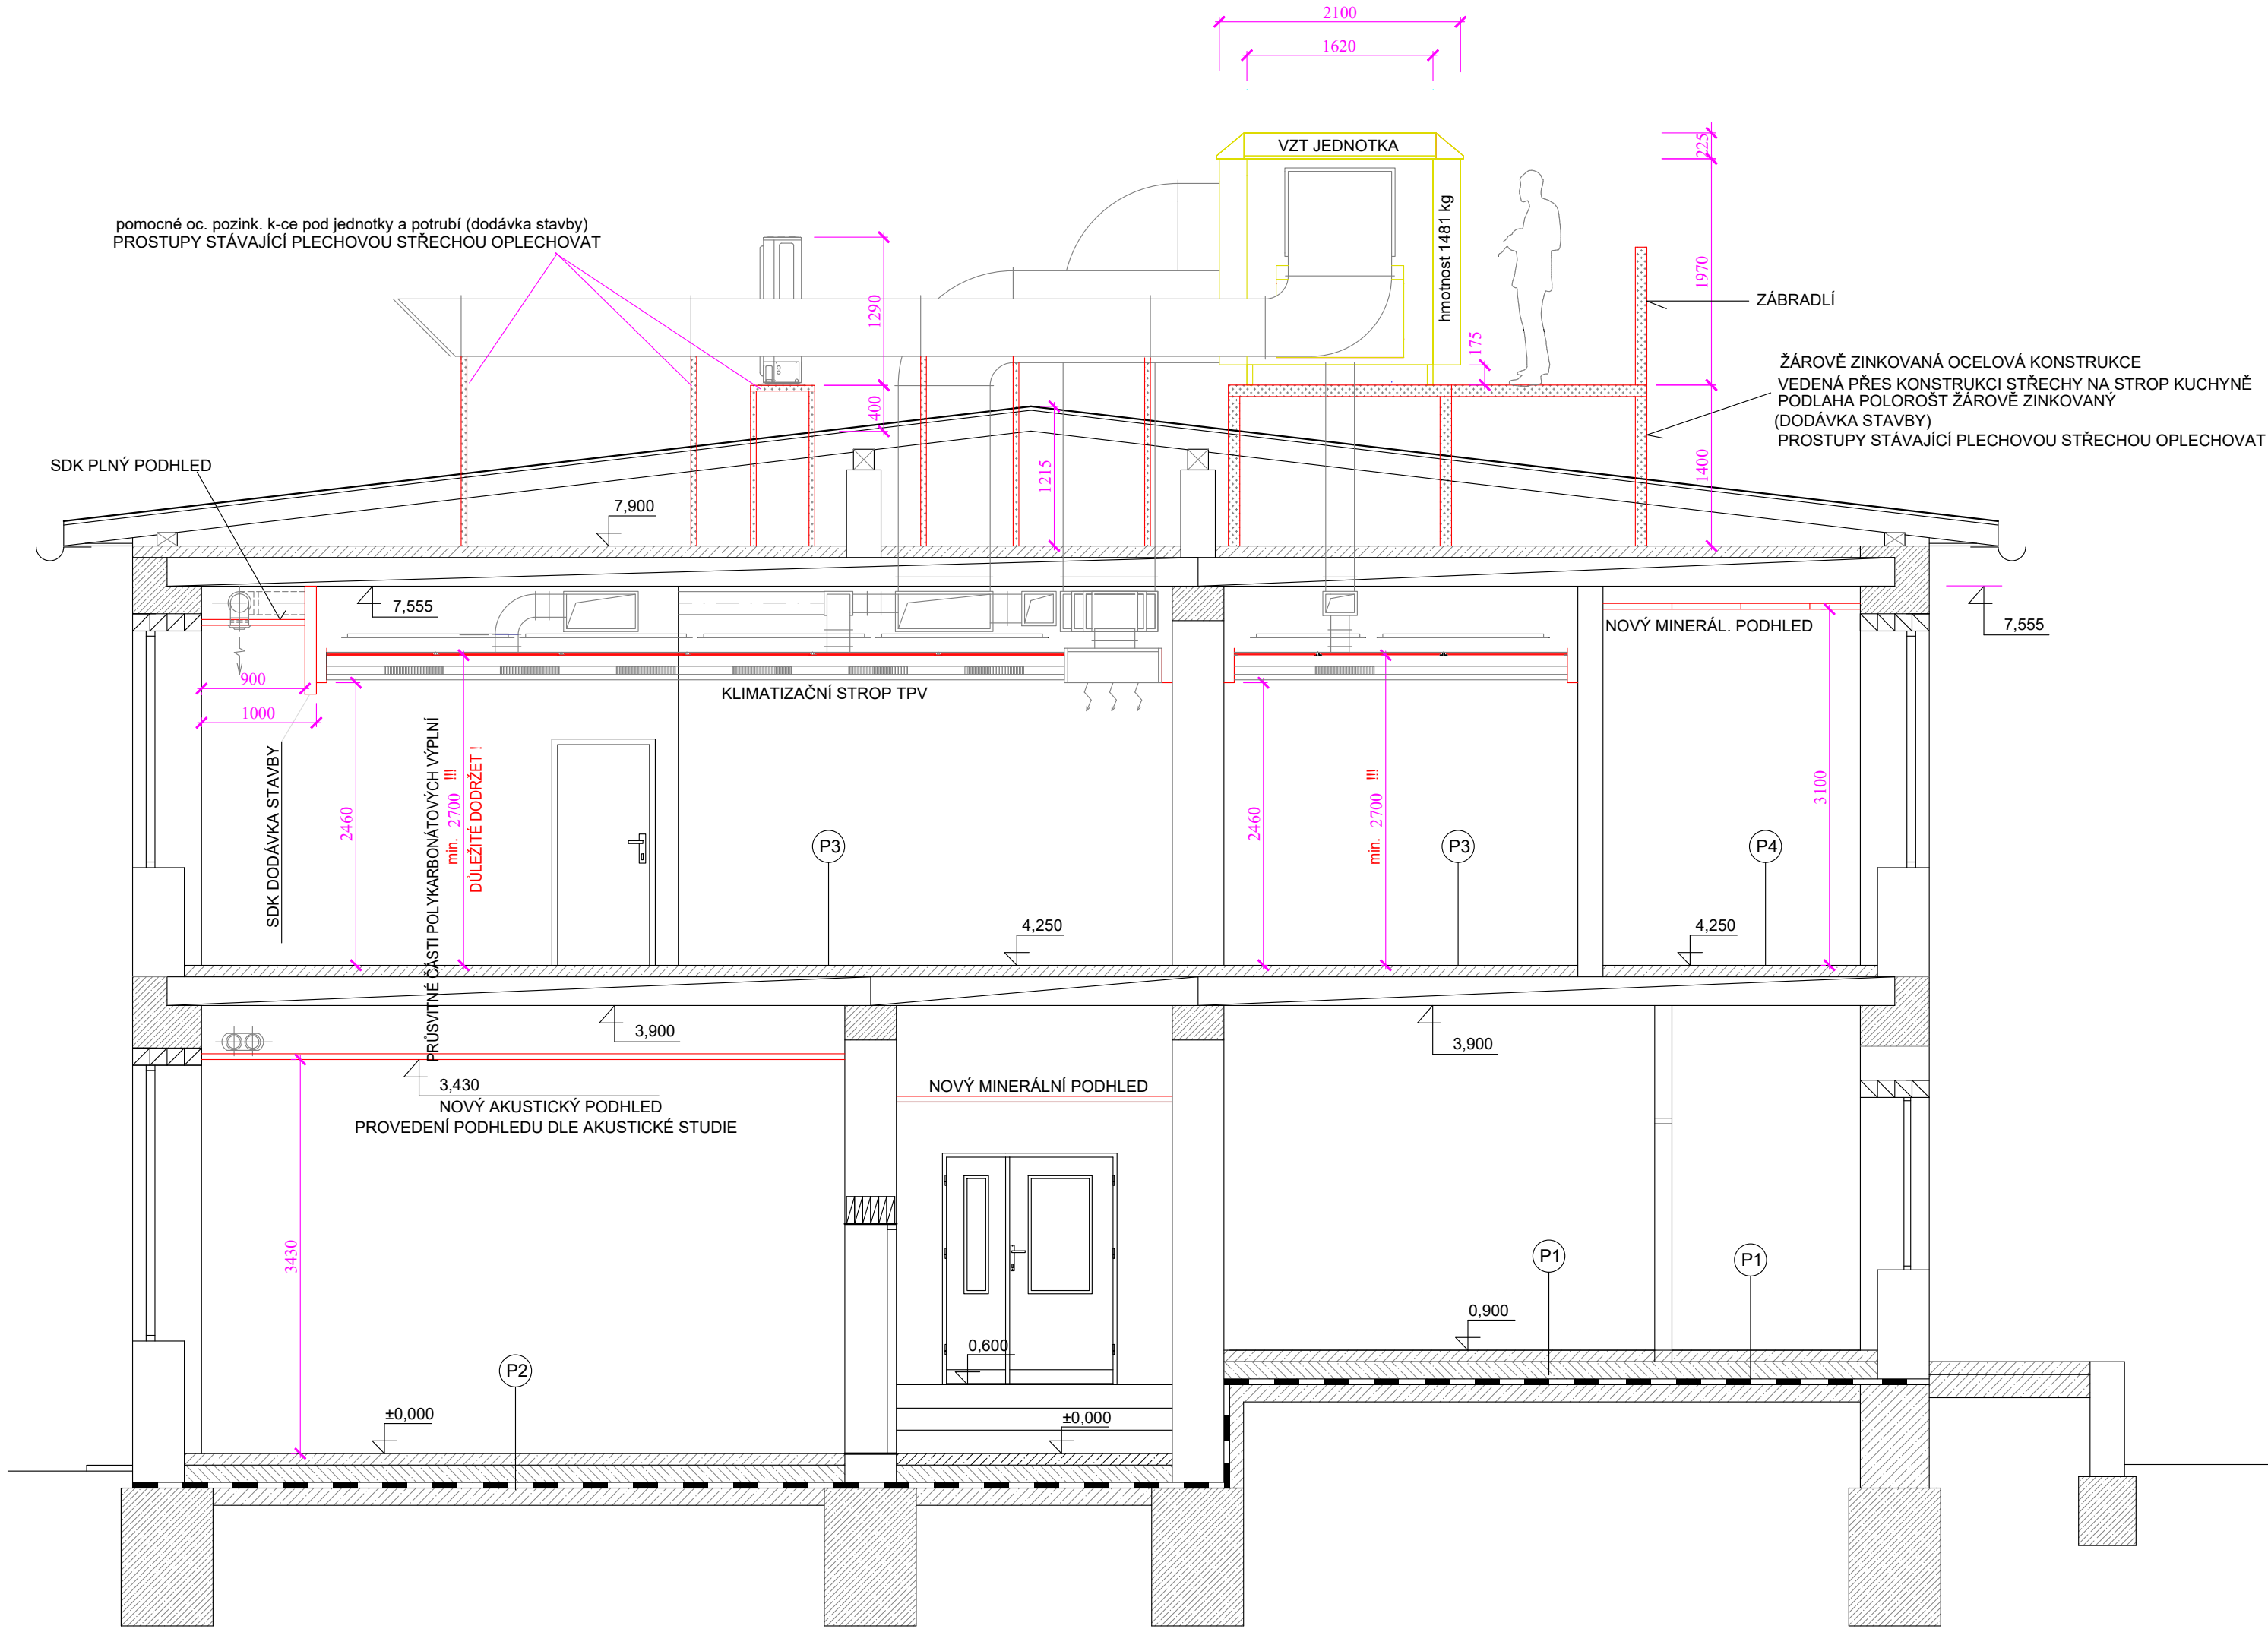 2100
1620
225
VZT JEDNOTKA
hmotnost 1481 kg
1970
pomocné oc. pozink. k-ce pod jednotky a potrubí (dodávka stavby)
PROSTUPY STÁVAJÍCÍ PLECHOVOU STŘECHOU OPLECHOVAT
1290
175
ZÁBRADLÍ
ŽÁROVĚ ZINKOVANÁ OCELOVÁ KONSTRUKCE
VEDENÁ PŘES KONSTRUKCI STŘECHY NA STROP KUCHYNĚ
PODLAHA POLOROŠT ŽÁROVĚ ZINKOVANÝ
(DODÁVKA STAVBY)
PROSTUPY STÁVAJÍCÍ PLECHOVOU STŘECHOU OPLECHOVAT
400
1215
1400
SDK PLNÝ PODHLED
7,900
7,555
7,555
NOVÝ MINERÁL. PODHLED
900
1000
KLIMATIZAČNÍ STROP TPV
SDK DODÁVKA STAVBY
2460
PRŮSVITNÉ ČÁSTI POLYKARBONÁTOVÝCH VÝPLNÍ
min. 2700 !!!
DŮLEŽITÉ DODRŽET !
2460
min. 2700 !!!
3100
P3
P3
P4
4,250
4,250
3,900
3,900
3,430
NOVÝ AKUSTICKÝ PODHLED
PROVEDENÍ PODHLEDU DLE AKUSTICKÉ STUDIE
NOVÝ MINERÁLNÍ PODHLED
3430
P1
P1
0,900
0,600
P2
±0,000
±0,000